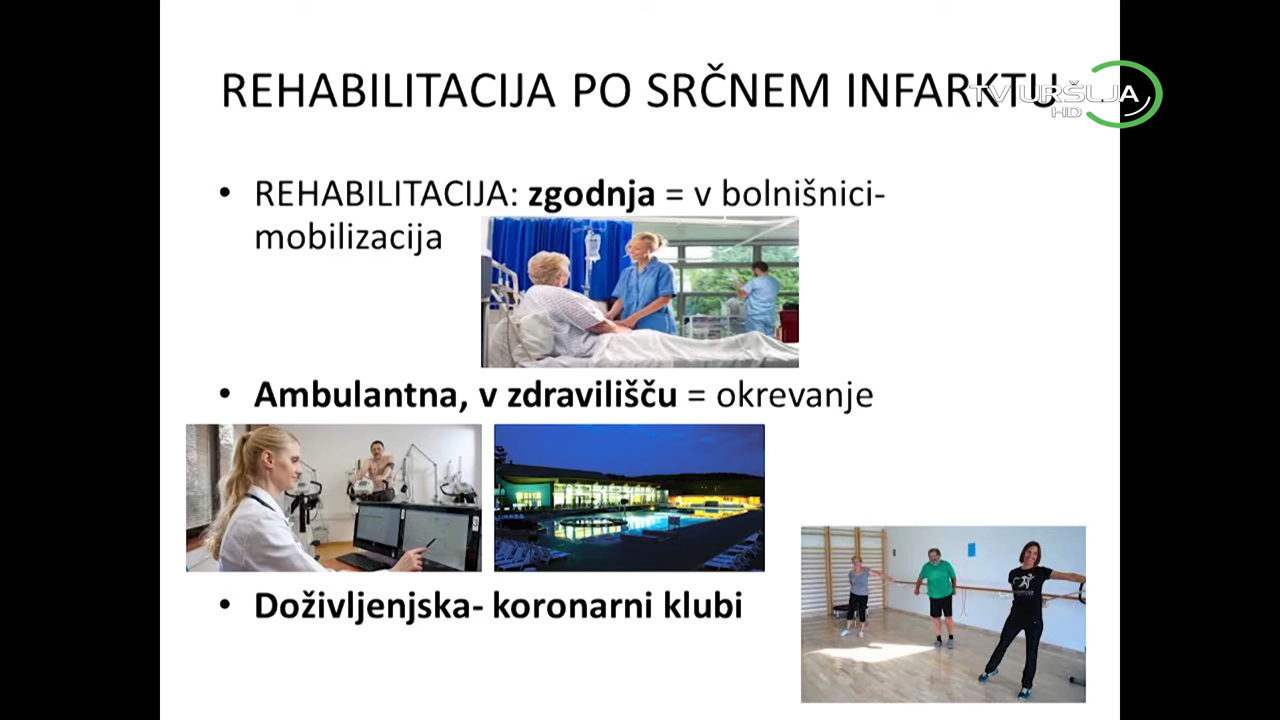 REHABILITACIJA PO SRČNEM INFARKTU
TV URŠLJA
HD
• REHABILITACIJA: zgodnja = v bolnišnici-
mobilizacija
• Ambulantna, v zdravilišču = okrevanje
• Doživljenjska- koronarni klubi